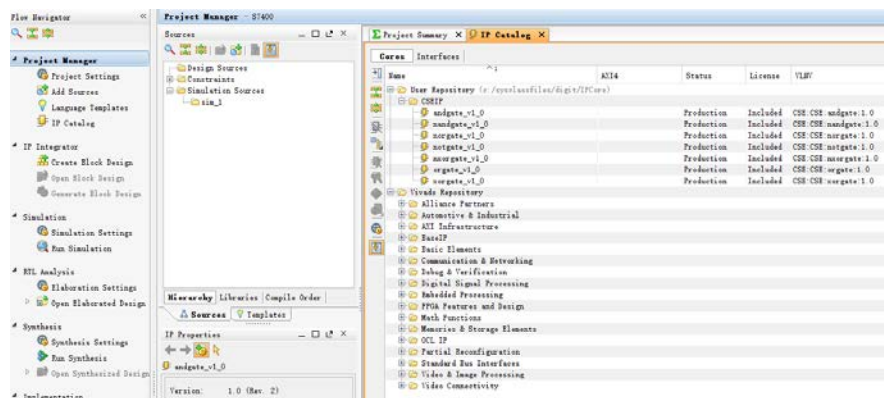 Flow Navigator
Project Manager - S7400
Project Manager
Project Settings
Add Sources
Language Templates
IP Catalog
IP Integrator
Create Block Design
Open Block Design
Generate Block Design
Simulation
Simulation Settings
Run Simulation
RTL Analysis
Elaboration Settings
Open Elaborated Design
Synthesis
Synthesis Settings
Run Synthesis
Open Synthesized Design
Implementation
Sources
Design Sources
Constraints
Simulation Sources
sim_1
Hierarchy Libraries Compile Order
Sources Templates
IP Properties
andgate_v1_0
Version: 1.0 (Rev. 2)
Project Summary IP Catalog
Cores Interfaces
Name AXI4 Status License VLNV
User Repository (c:/sysclassfiles/digit/IPCore)
CSEIP
andgate_v1_0 Production Included CSE:CSE:andgate:1.0
nandgate_v1_0 Production Included CSE:CSE:nandgate:1.0
norgate_v1_0 Production Included CSE:CSE:norgate:1.0
notgate_v1_0 Production Included CSE:CSE:notgate:1.0
nxorgate_v1_0 Production Included CSE:CSE:nxorgate:1.0
orgate_v1_0 Production Included CSE:CSE:orgate:1.0
xorgate_v1_0 Production Included CSE:CSE:xorgate:1.0
Vivado Repository
Alliance Partners
Automotive & Industrial
AXI Infrastructure
BaseIP
Basic Elements
Communication & Networking
Debug & Verification
Digital Signal Processing
Embedded Processing
FPGA Features and Design
Math Functions
Memories & Storage Elements
OCL IP
Partial Reconfiguration
Standard Bus Interfaces
Video & Image Processing
Video Connectivity